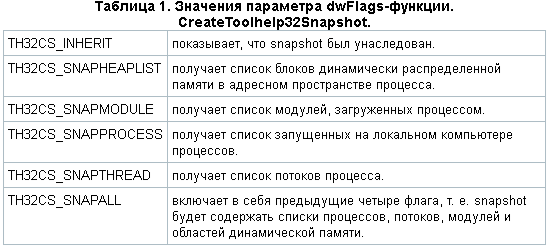 Таблица 1. Значения параметра dwFlags-функции.
CreateToolhelp32Snapshot.
TH32CS_INHERIT показывает, что snapshot был унаследован.
TH32CS_SNAPHEAPLIST получает список блоков динамически распределенной
памяти в адресном пространстве процесса.
TH32CS_SNAPMODULE получает список модулей, загруженных процессом.
TH32CS_SNAPPROCESS получает список запущенных на локальном компьютере
процессов.
TH32CS_SNAPTHREAD получает список потоков процесса.
TH32CS_SNAPALL включает в себя предыдущие четыре флага, т. е. snapshot
будет содержать списки процессов, потоков, модулей и
областей динамической памяти.